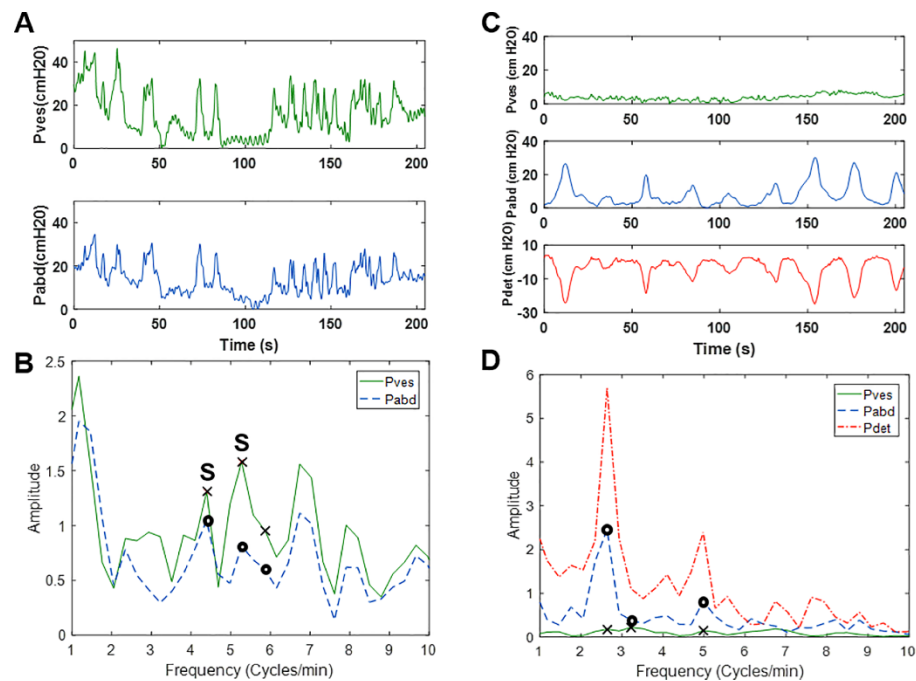 A
Pves(cmH20)
40
20
0
0 50 100 150 200
Pabd(cmH20)
40
20
0
0 50 100 150 200
Time (s)
C
Pves (cm H2O)
40
20
0
0 50 100 150 200
Pabd (cm H2O)
40
20
0
0 50 100 150 200
Pdet (cm H2O)
10
-10
-30
0 50 100 150 200
Time (s)
B
Amplitude
2.5
2
1.5
1
0.5
0
Pves
Pabd
S
S
1 2 3 4 5 6 7 8 9 10
Frequency (Cycles/min)
D
Amplitude
6
5
4
3
2
1
0
Pves
Pabd
Pdet
1 2 3 4 5 6 7 8 9 10
Frequency (Cycles/min)